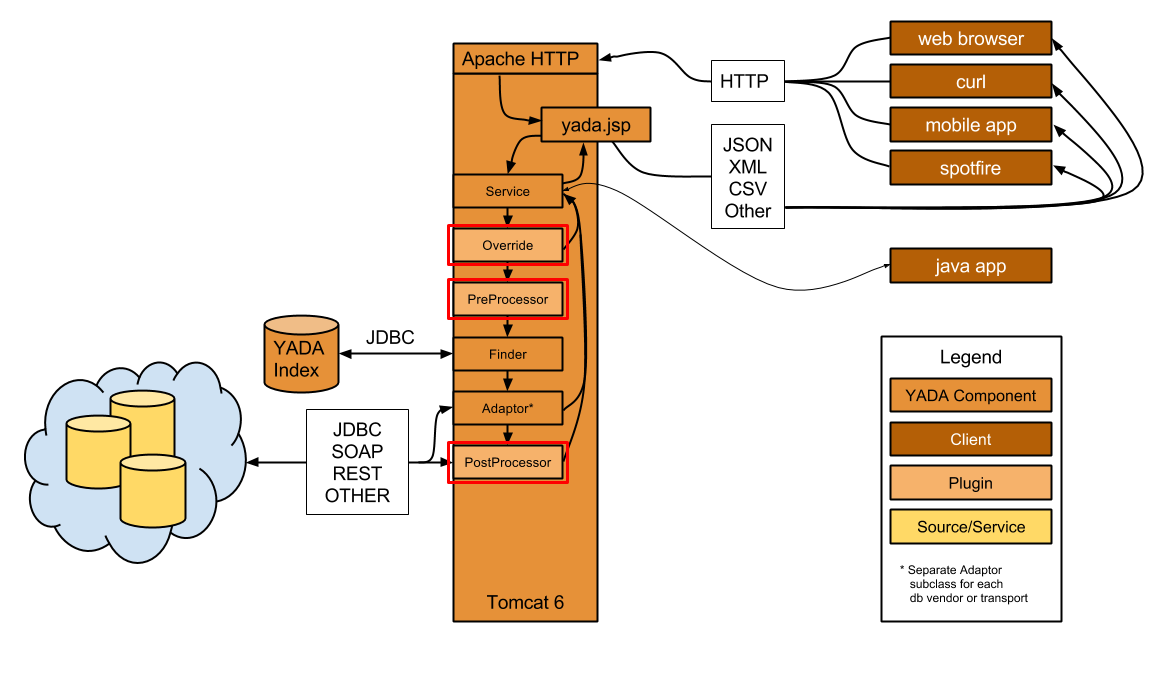 web browser
Apache HTTP
HTTP
curl
yada.jsp
mobile app
JSON
XML
CSV
Other
spotfire
Service
Override
java app
PreProcessor
JDBC
YADA
Index
Finder
Adaptor*
JDBC
SOAP
REST
OTHER
PostProcessor
Tomcat 6
Legend
YADA Component
Client
Plugin
Source/Service
* Separate Adaptor
subclass for each
db vendor or transport